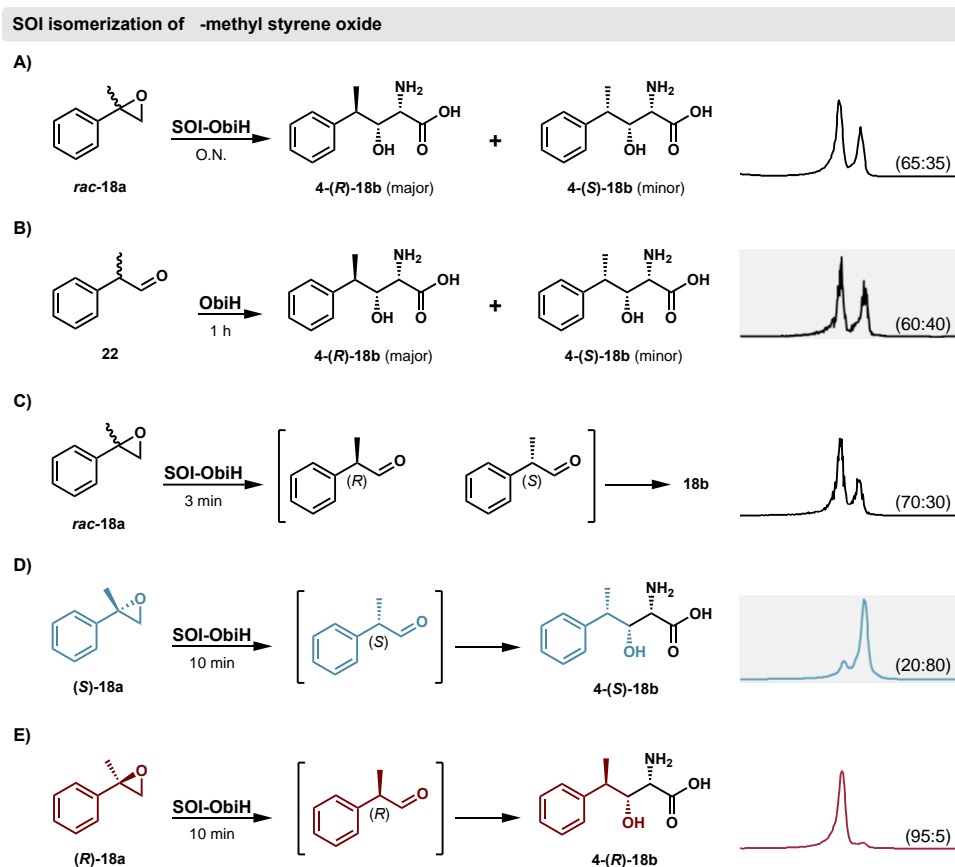 SOI isomerization of -methyl styrene oxide
A)
O
rac-18a
SOI-ObiH
O.N.
NH2
OH
OH
O
4-(R)-18b (major)
+
NH2
OH
OH
O
4-(S)-18b (minor)
(65:35)
B)
O
22
ObiH
1 h
NH2
OH
OH
O
4-(R)-18b (major)
+
NH2
OH
OH
O
4-(S)-18b (minor)
(60:40)
C)
O
rac-18a
SOI-ObiH
3 min
O
(R)
O
(S)
18b
(70:30)
D)
O
(S)-18a
SOI-ObiH
10 min
O
(S)
NH2
OH
OH
O
4-(S)-18b
(20:80)
E)
O
(R)-18a
SOI-ObiH
10 min
O
(R)
NH2
OH
OH
O
4-(R)-18b
(95:5)